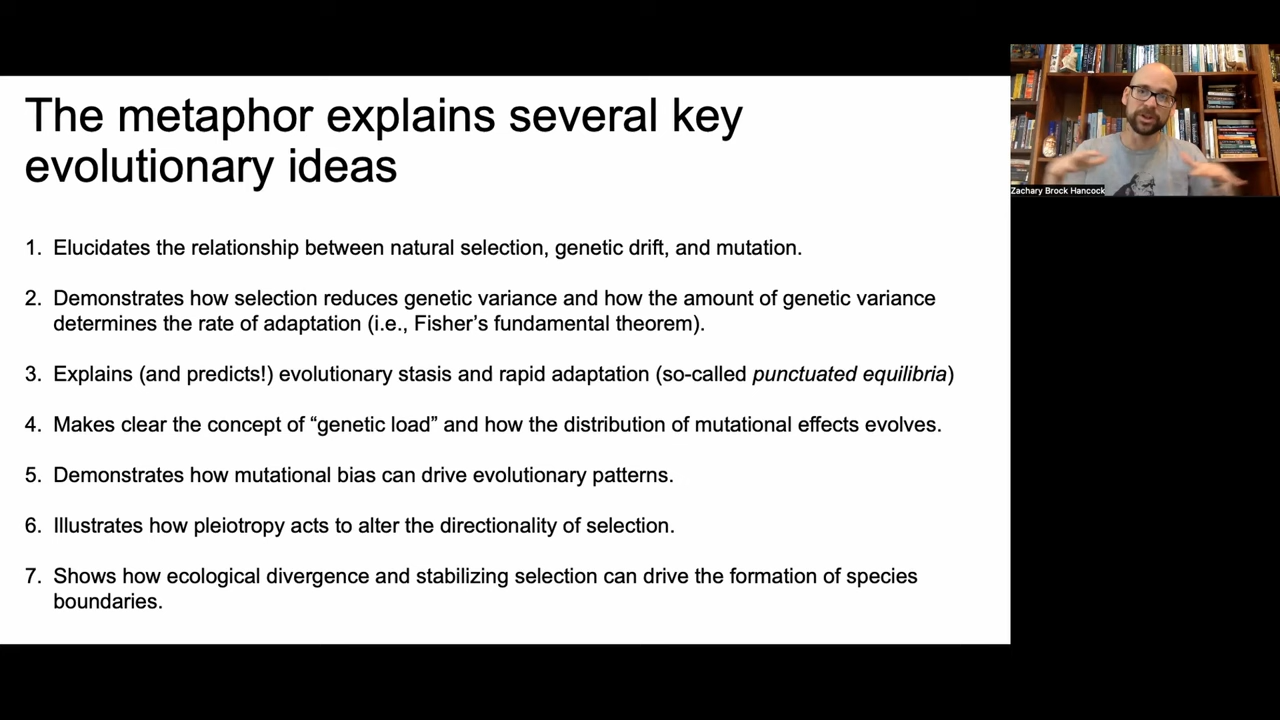 The metaphor explains several key
evolutionary ideas
1. Elucidates the relationship between natural selection, genetic drift, and mutation.
2. Demonstrates how selection reduces genetic variance and how the amount of genetic variance
determines the rate of adaptation (i.e., Fisher’s fundamental theorem).
3. Explains (and predicts!) evolutionary stasis and rapid adaptation (so-called punctuated equilibria)
4. Makes clear the concept of “genetic load” and how the distribution of mutational effects evolves.
5. Demonstrates how mutational bias can drive evolutionary patterns.
6. Illustrates how pleiotropy acts to alter the directionality of selection.
7. Shows how ecological divergence and stabilizing selection can drive the formation of species
boundaries.
Zachary Brock Hancock